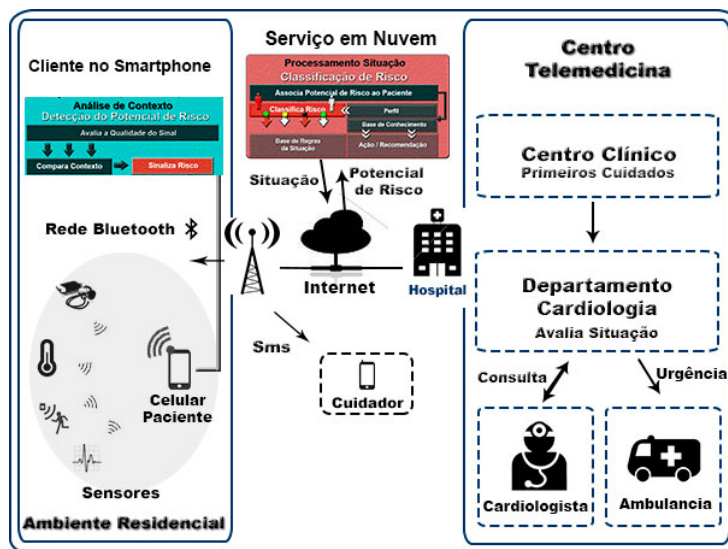 Cliente no Smartphone
Análise de Contexto
Detecção do Potencial de Risco
Avalia a Qualidade do Sinal
Compara Contexto
Sinaliza Risco
Rede Bluetooth
Celular
Paciente
Sensores
Ambiente Residencial
Serviço em Nuvem
Processamento Situação
Classificação de Risco
Associa Potencial de Risco ao Paciente
Classifica Risco
Perfil
Base de Conhecimento
Base de Regras
da Situação
Ação / Recomendação
Situação
Potencial
de Risco
Internet
Hospital
Sms
Cuidador
Centro
Telemedicina
Centro Clínico
Primeiros Cuidados
Departamento
Cardiologia
Avalia Situação
Consulta
Urgência
Cardiologista
Ambulancia